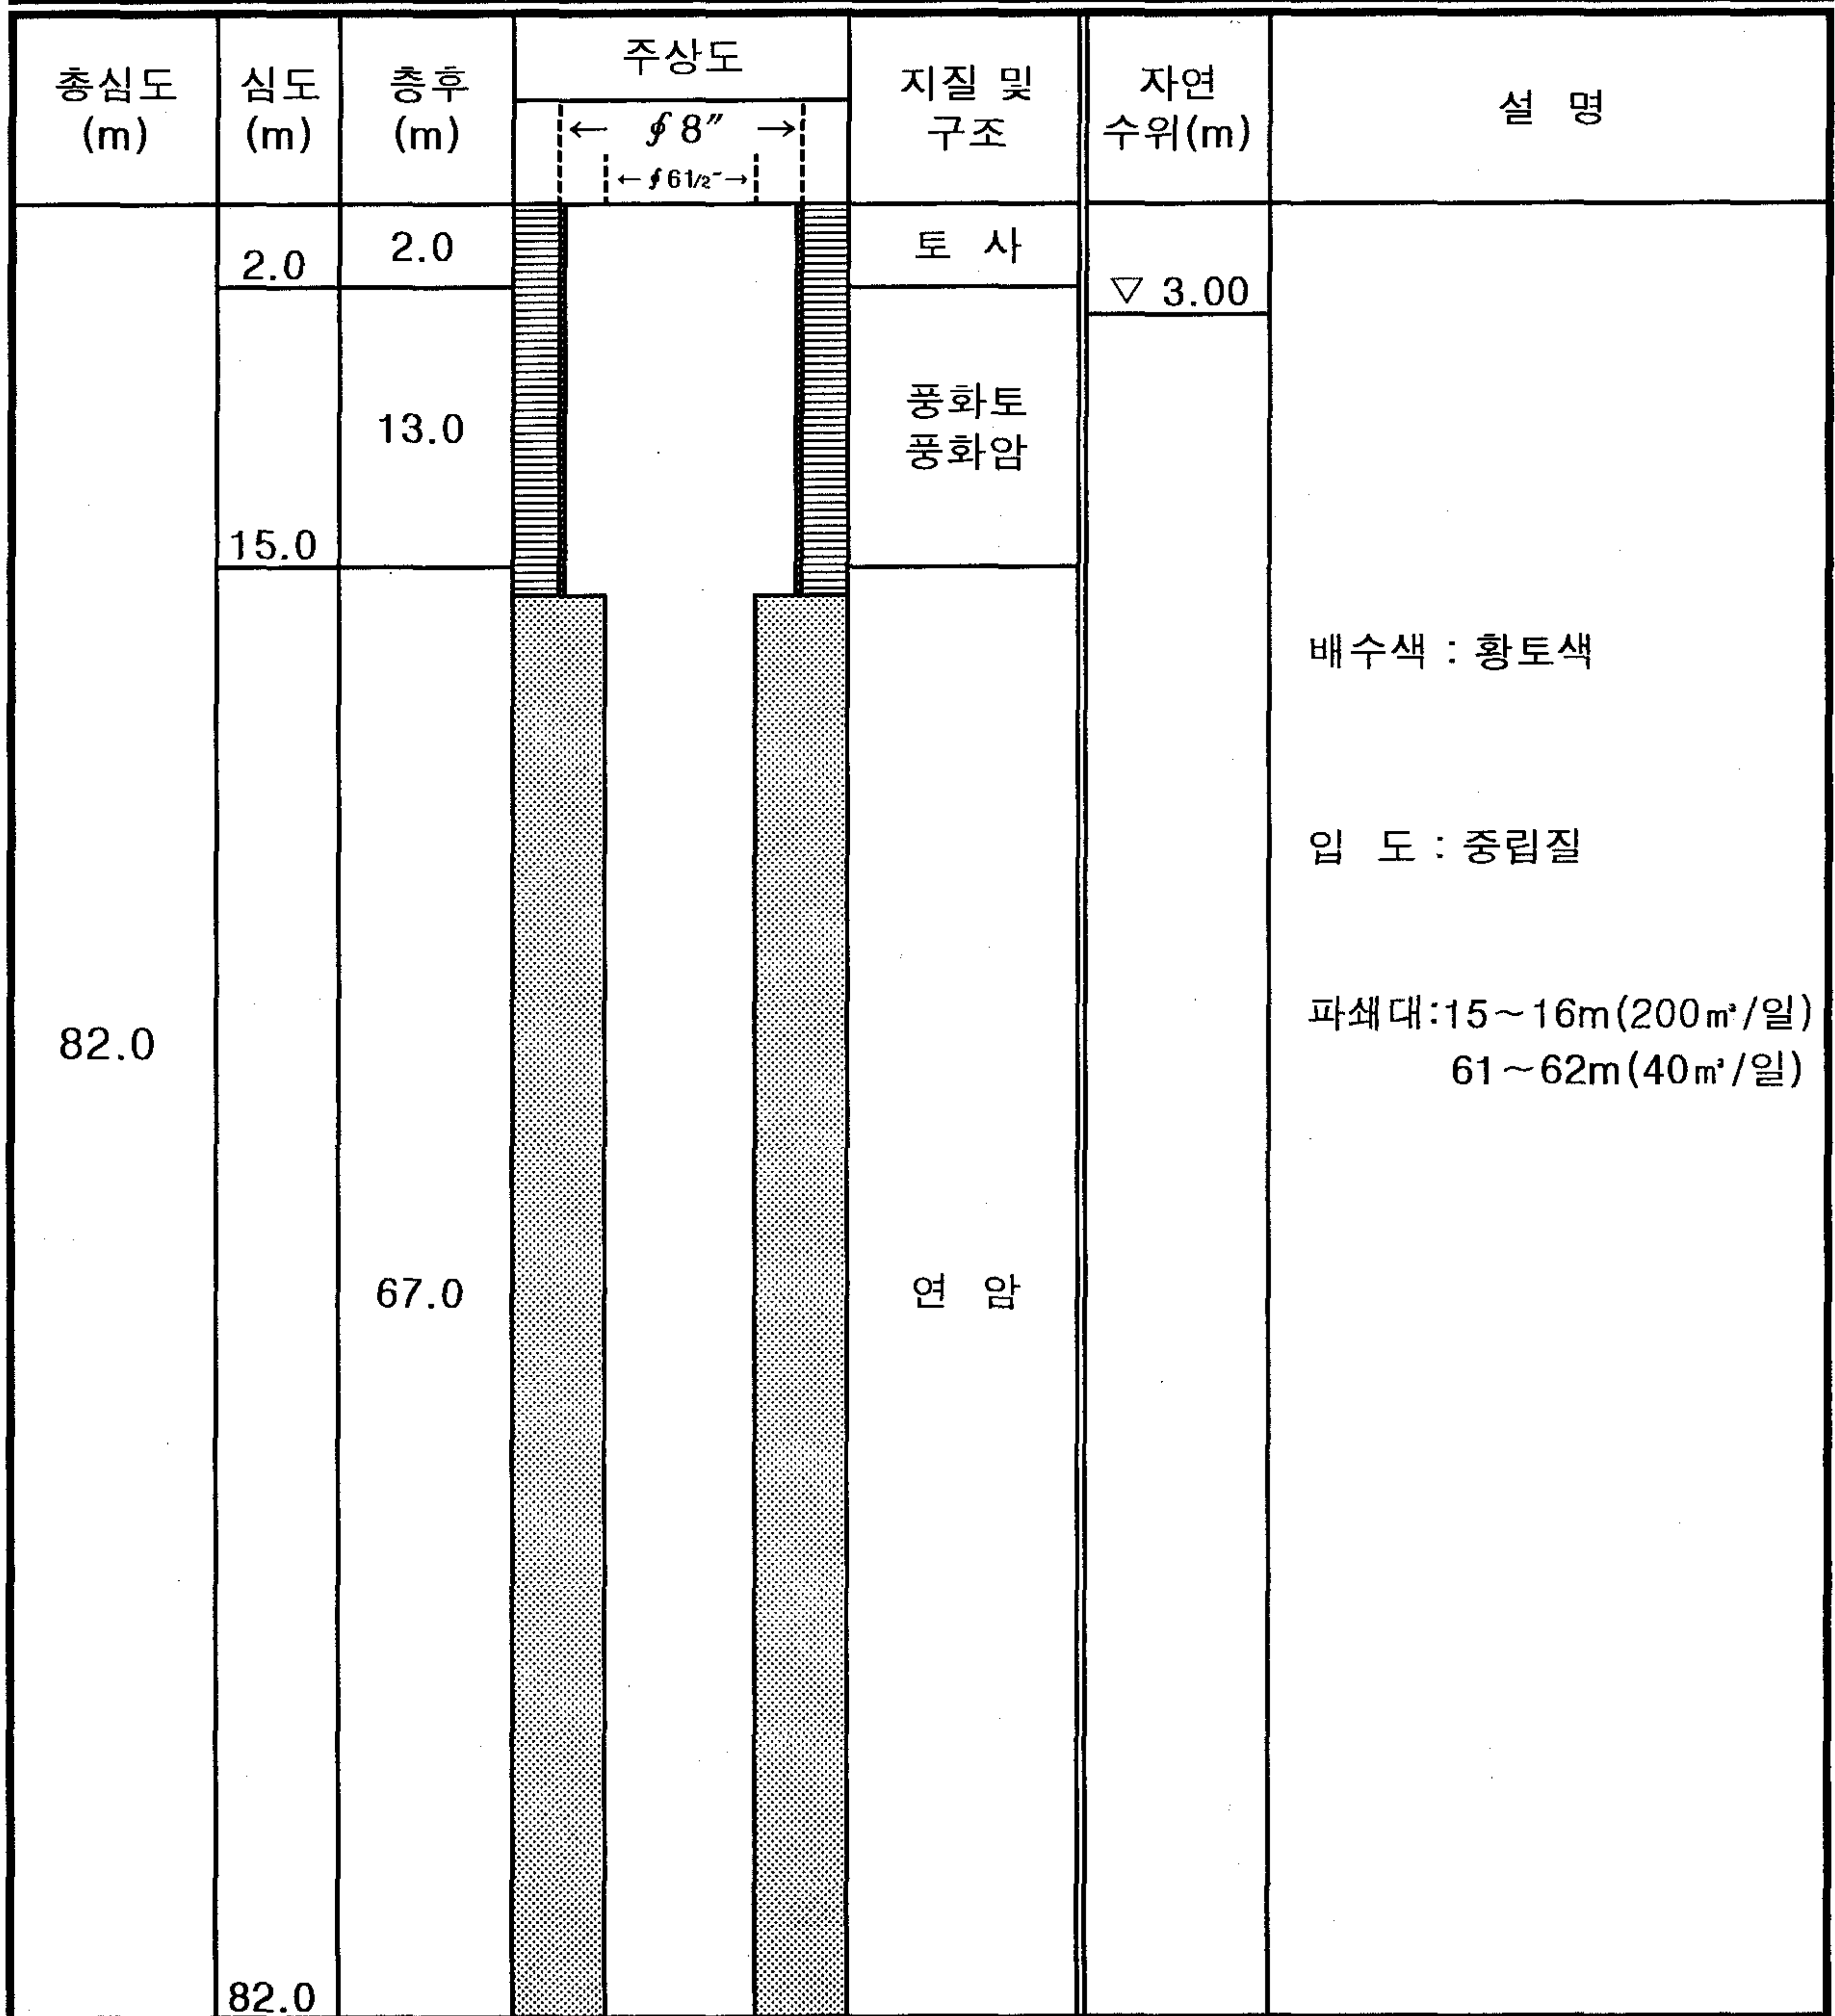 총심도
(m)
심도
(m)
층후
(m)
주상도
← ∮ 8″ →
← ∮ 6 1/2″ →
지질 및
구조
자연
수위(m)
설 명
2.0
2.0
토 사
▽ 3.00
13.0
풍화토
풍화암
15.0
배수색 : 황토색
입 도 : 중립질
파쇄대:15~16m(200㎥/일)
61~62m(40㎥/일)
82.0
67.0
연 암
82.0